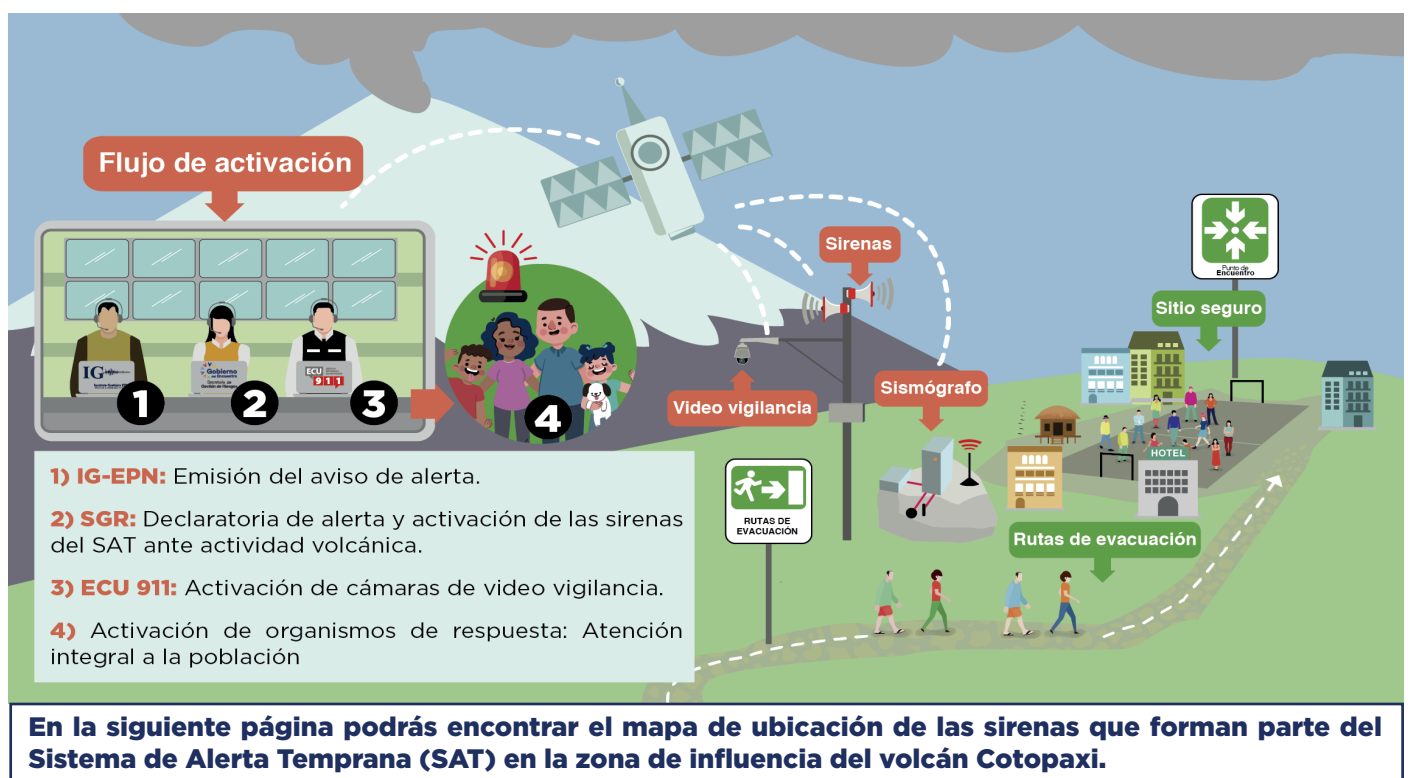 Flujo de activación
IG
Gobierno
del Encuentro
Secretaría de
Gestión de Riesgos
ECU
911
1
2
3
4
Sirenas
Video vigilancia
Sismógrafo
Punto de
Encuentro
Sitio seguro
HOTEL
RUTAS DE
EVACUACIÓN
Rutas de evacuación
1) IG-EPN: Emisión del aviso de alerta.
2) SGR: Declaratoria de alerta y activación de las sirenas
del SAT ante actividad volcánica.
3) ECU 911: Activación de cámaras de video vigilancia.
4) Activación de organismos de respuesta: Atención
integral a la población
En la siguiente página podrás encontrar el mapa de ubicación de las sirenas que forman parte del
Sistema de Alerta Temprana (SAT) en la zona de influencia del volcán Cotopaxi.